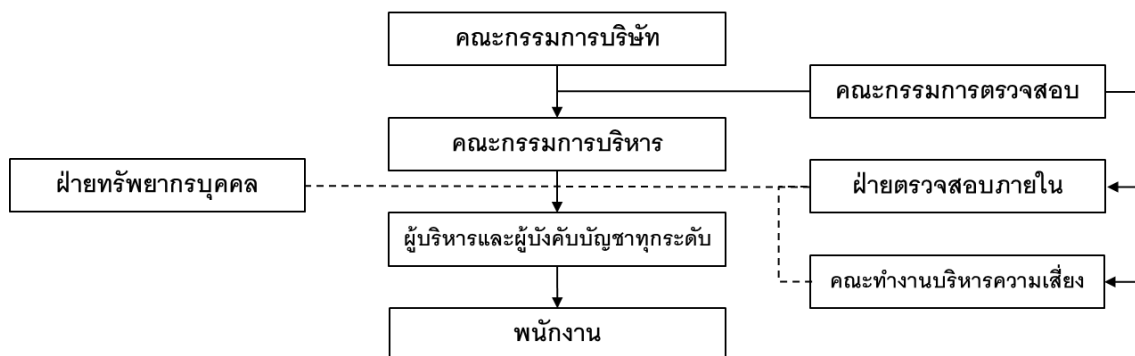 คณะกรรมการบริษัท
คณะกรรมการตรวจสอบ
คณะกรรมการบริหาร
ฝ่ายทรัพยากรบุคคล
ฝ่ายตรวจสอบภายใน
ผู้บริหารและผู้บังคับบัญชาทุกระดับ
คณะทำงานบริหารความเสี่ยง
พนักงาน